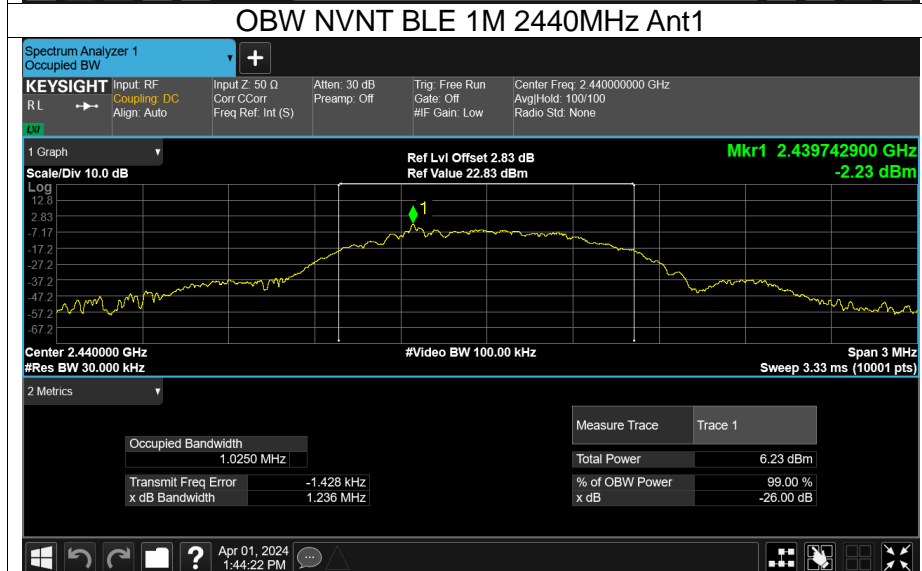 OBW NVNT BLE 1M 2440MHz Ant1
Spectrum Analyzer 1
Occupied BW
KEYSIGHT
R L
LXI
Input: RF
Coupling: DC
Align: Auto
Input Z: 50 Ω
Corr CCorr
Freq Ref: Int (S)
Atten: 30 dB
Preamp: Off
Trig: Free Run
Gate: Off
#IF Gain: Low
Center Freq: 2.440000000 GHz
Avg|Hold: 100/100
Radio Std: None
1 Graph
Scale/Div 10.0 dB
Ref Lvl Offset 2.83 dB
Ref Value 22.83 dBm
Mkr1 2.439742900 GHz
-2.23 dBm
Log
12.8
2.83
-7.17
-17.2
-27.2
-37.2
-47.2
-57.2
-67.2
1
Center 2.440000 GHz
#Res BW 30.000 kHz
#Video BW 100.00 kHz
Span 3 MHz
Sweep 3.33 ms (10001 pts)
2 Metrics
Measure Trace Trace 1
Occupied Bandwidth
1.0250 MHz
Total Power 6.23 dBm
Transmit Freq Error -1.428 kHz
% of OBW Power 99.00 %
x dB Bandwidth 1.236 MHz
x dB -26.00 dB
?
Apr 01, 2024
1:44:22 PM